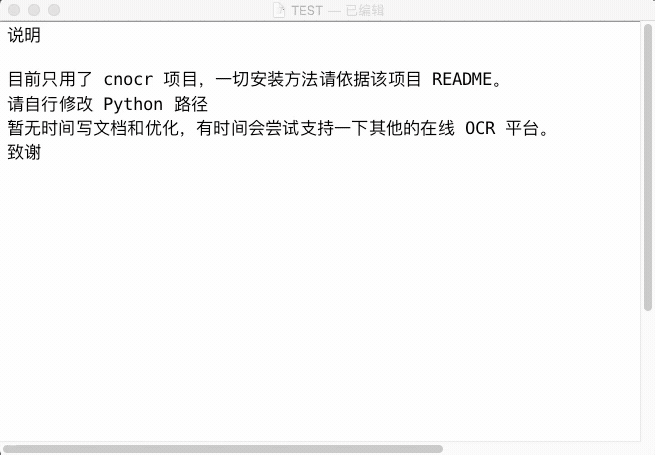 TEST — 已编辑
说明
目前只用了 cnocr 项目，一切安装方法请依据该项目 README。
请自行修改 Python 路径
暂无时间写文档和优化，有时间会尝试支持一下其他的在线 OCR 平台。
致谢